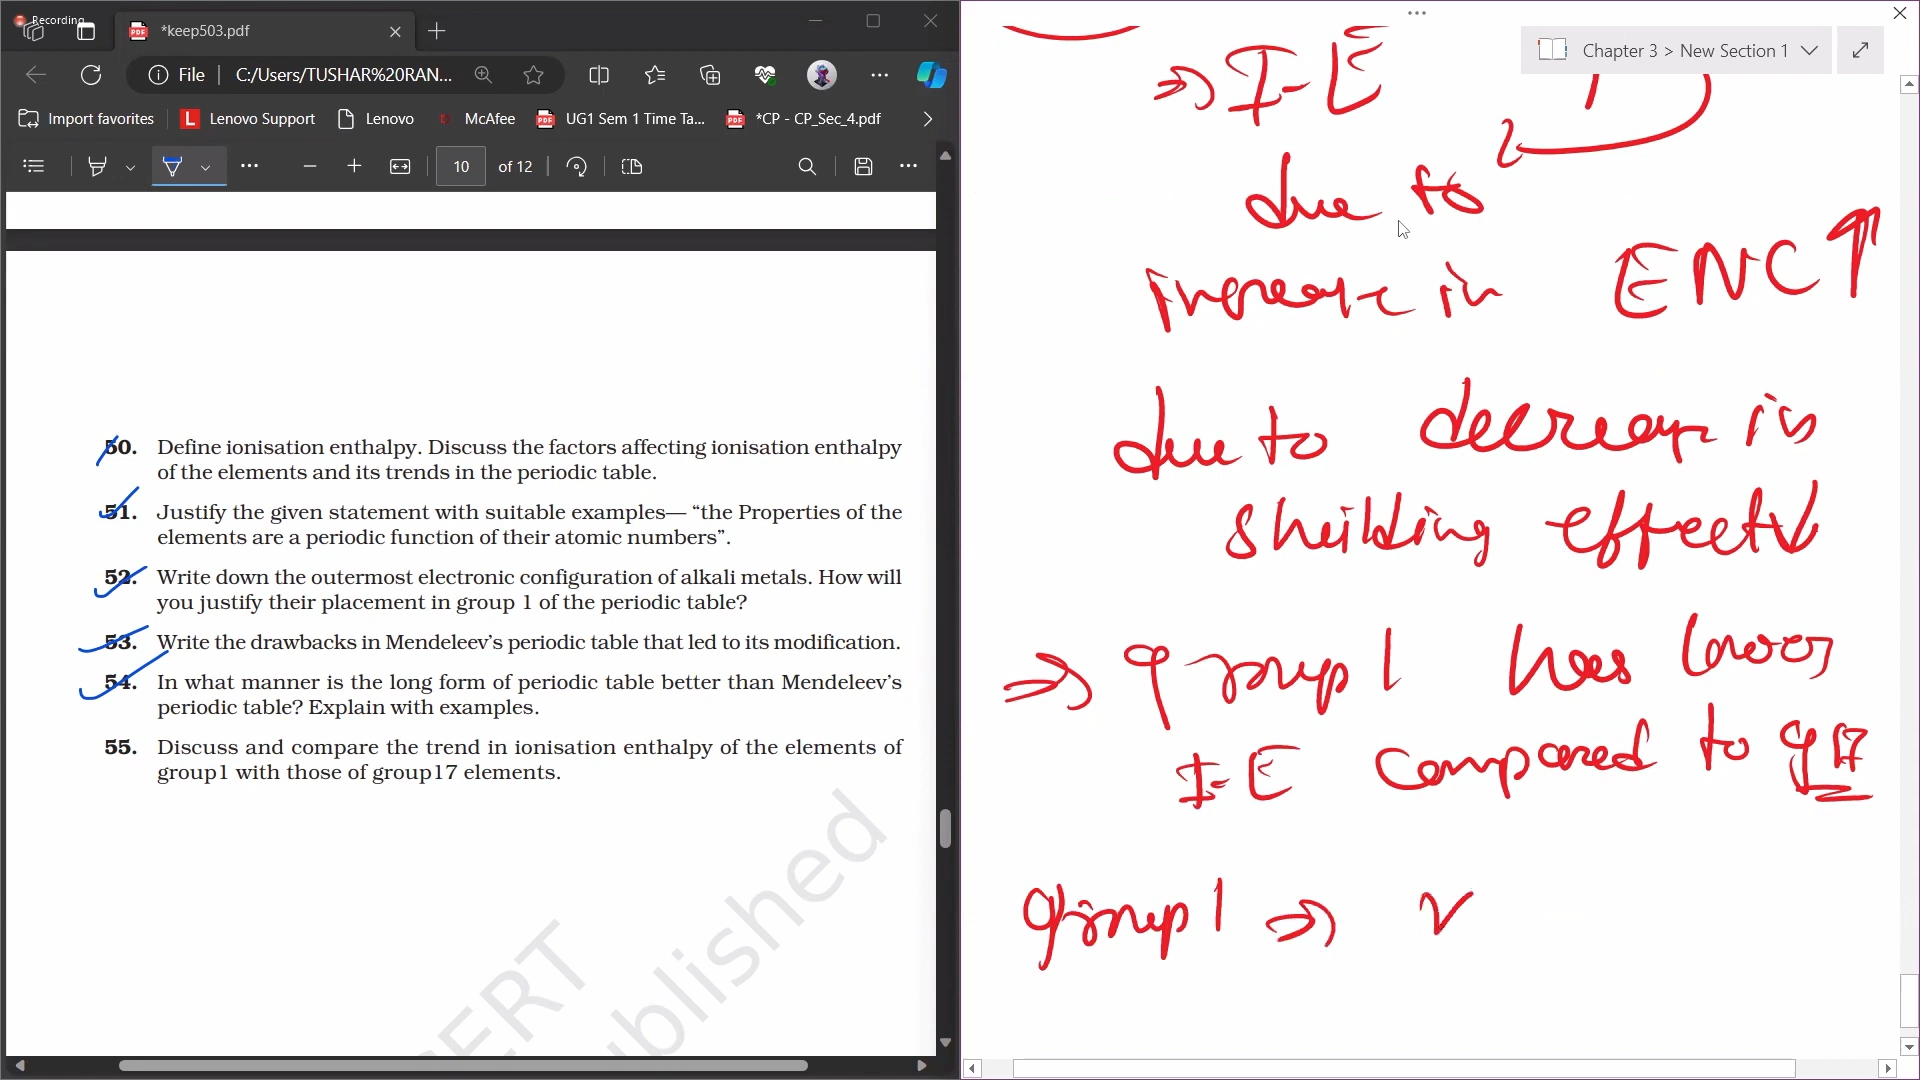 Recording
*keep503.pdf
File
C:/Users/TUSHAR%20RAN...
Import favorites
Lenovo Support
Lenovo
McAfee
UG1 Sem 1 Time Ta...
*CP - CP_Sec_4.pdf
10 of 12
50. Define ionisation enthalpy. Discuss the factors affecting ionisation enthalpy
of the elements and its trends in the periodic table.
51. Justify the given statement with suitable examples— “the Properties of the
elements are a periodic function of their atomic numbers”.
52. Write down the outermost electronic configuration of alkali metals. How will
you justify their placement in group 1 of the periodic table?
53. Write the drawbacks in Mendeleev’s periodic table that led to its modification.
54. In what manner is the long form of periodic table better than Mendeleev’s
periodic table? Explain with examples.
55. Discuss and compare the trend in ionisation enthalpy of the elements of
group1 with those of group17 elements.
Chapter 3 > New Section 1
⇒ I-E
due to
increase in ENC ↑
due to decrease in
sheilding effect ↓
⇒ group 1 has lower
I-E compared to g 17
group 1 ⇒